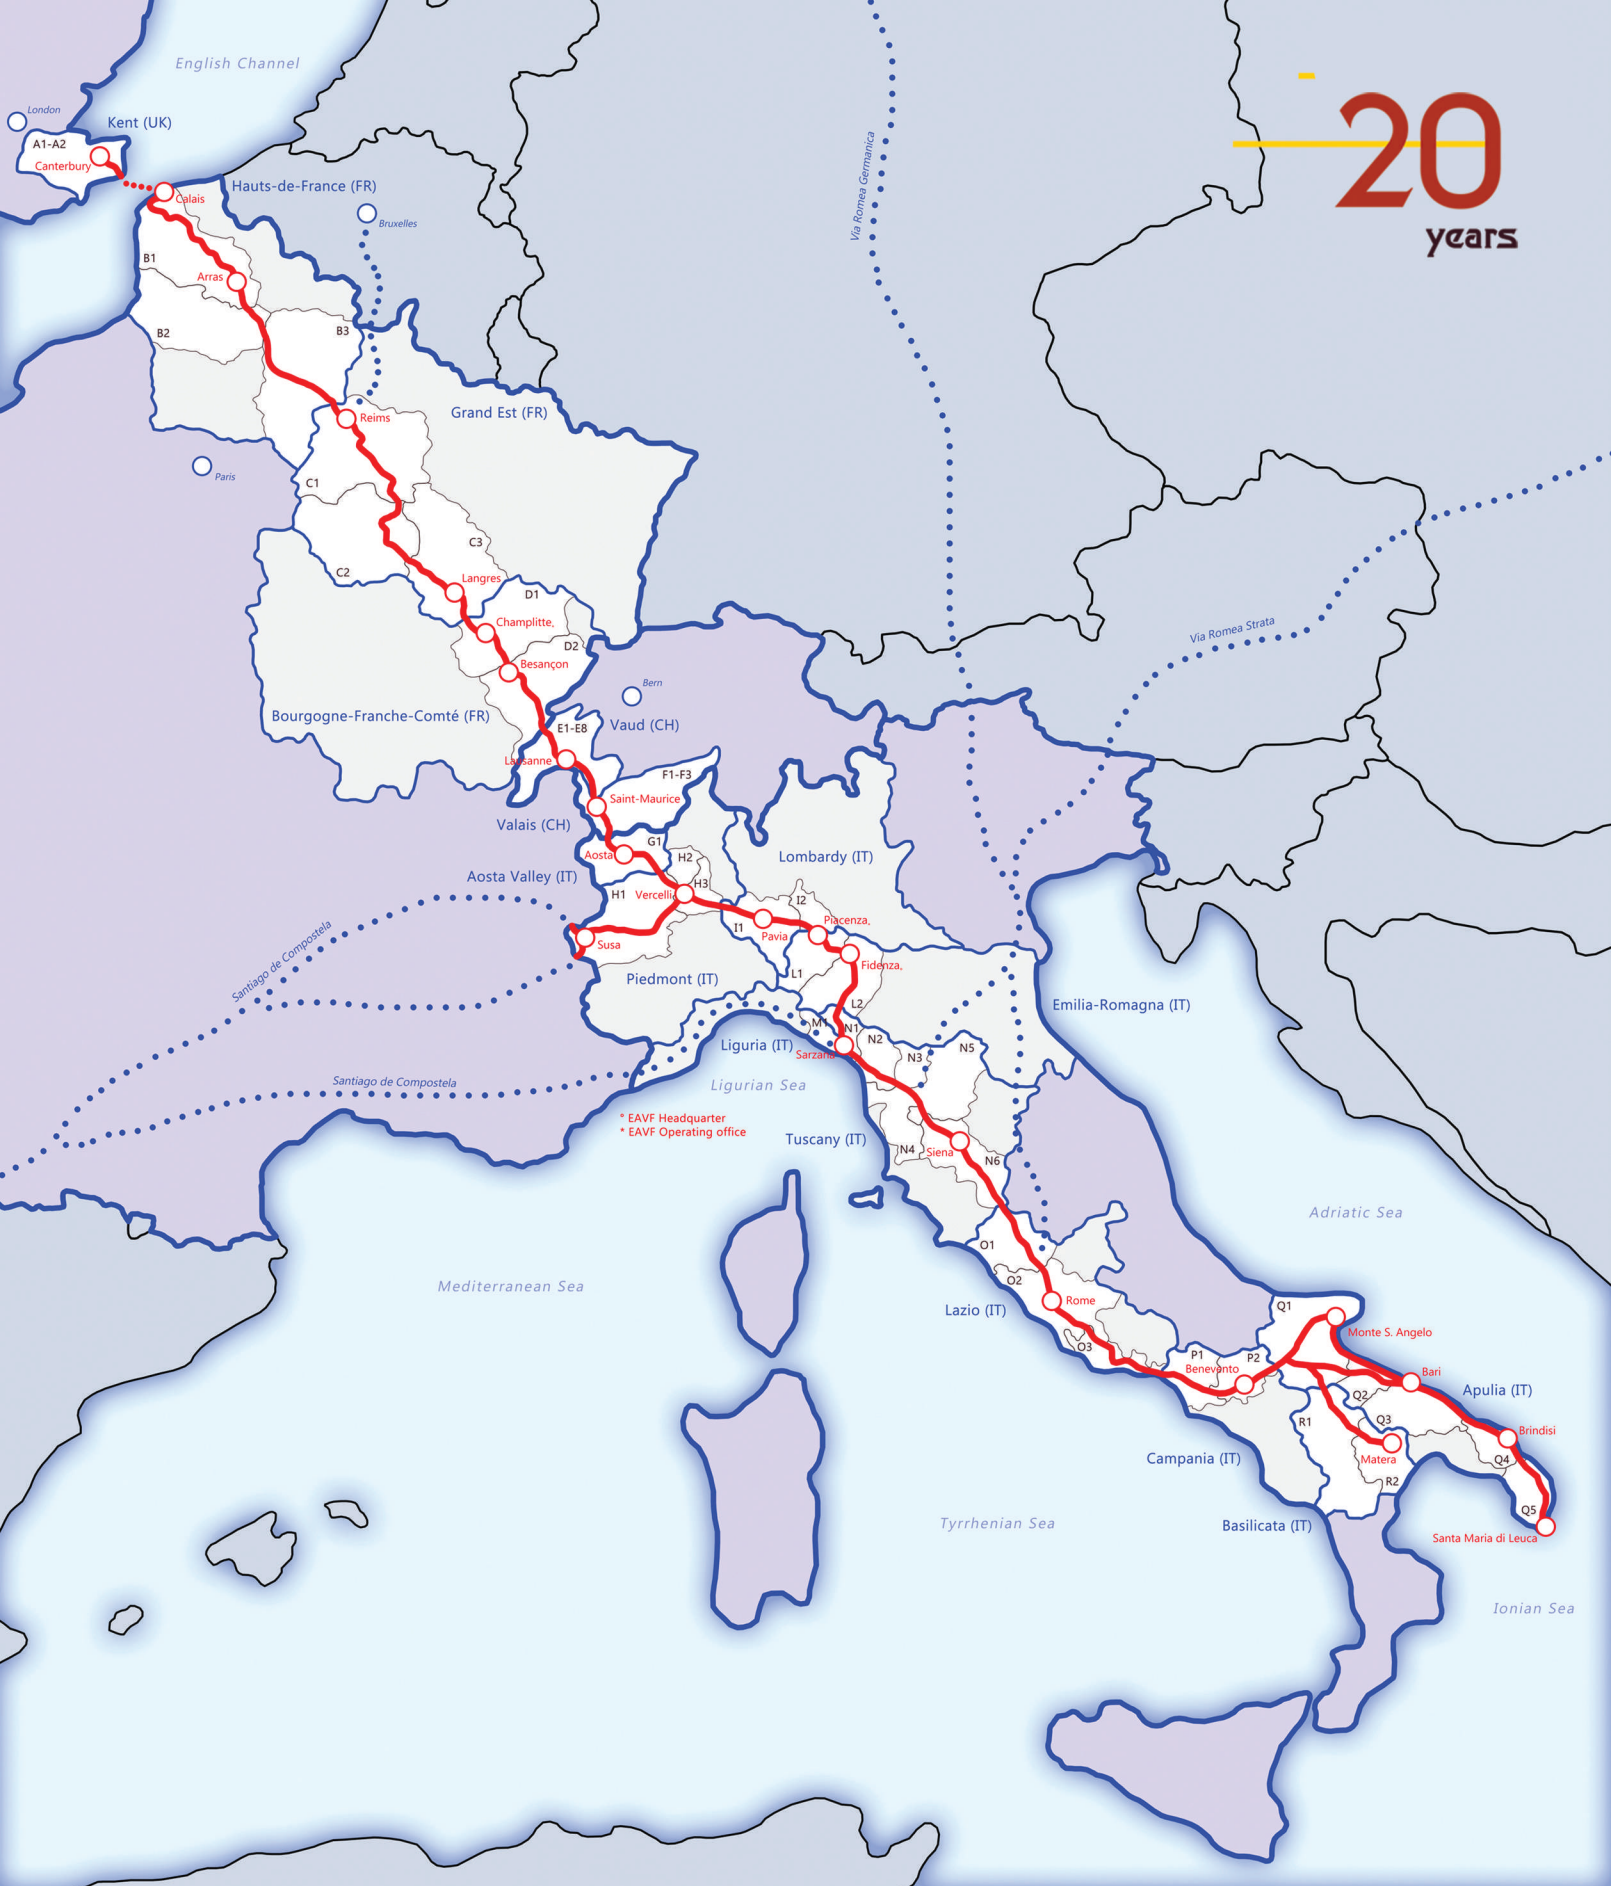 English Channel
20
years
London
Kent (UK)
A1-A2
Canterbury
Hauts-de-France (FR)
Calais
Bruxelles
Via Romea Germanica
B1
Arras
B2
B3
Grand Est (FR)
Reims
Paris
C1
C3
C2
Langres
D1
Champlitte,
D2
Besançon
Via Romea Strata
Bern
Bourgogne-Franche-Comté (FR)
Vaud (CH)
E1-E8
Lausanne
F1-F3
Saint-Maurice
Valais (CH)
G1
Aosta
H2
Lombardy (IT)
Aosta Valley (IT)
H3
H1
Vercelli
I2
Piacenza,
I1
Pavia
Susa
Santiago de Compostela
Fidenza,
L1
Piedmont (IT)
L2
Emilia-Romagna (IT)
M1
N1
N2
Liguria (IT)
Sarzana
N3
N5
Santiago de Compostela
Ligurian Sea
° EAVF Headquarter
* EAVF Operating office
Tuscany (IT)
N4
Siena
N6
Adriatic Sea
O1
Mediterranean Sea
O2
Lazio (IT)
Rome
Q1
Monte S. Angelo
O3
P1
P2
Benevento
Bari
Apulia (IT)
Q2
R1
Q3
Brindisi
Campania (IT)
Matera
Q4
R2
Q5
Tyrrhenian Sea
Basilicata (IT)
Santa Maria di Leuca
Ionian Sea